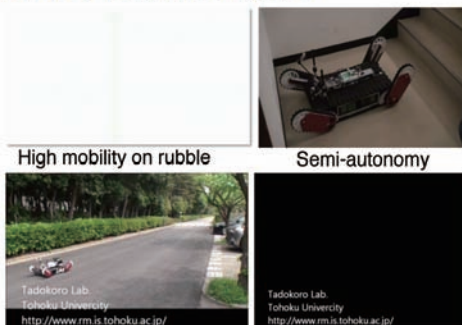 High mobility on rubble
Semi-autonomy
Tadokoro Lab.
Tohoku Univercity
http://www.rm.is.tohoku.ac.jp/
Tadokoro Lab.
Tohoku Univercity
http://www.rm.is.tohoku.ac.jp/